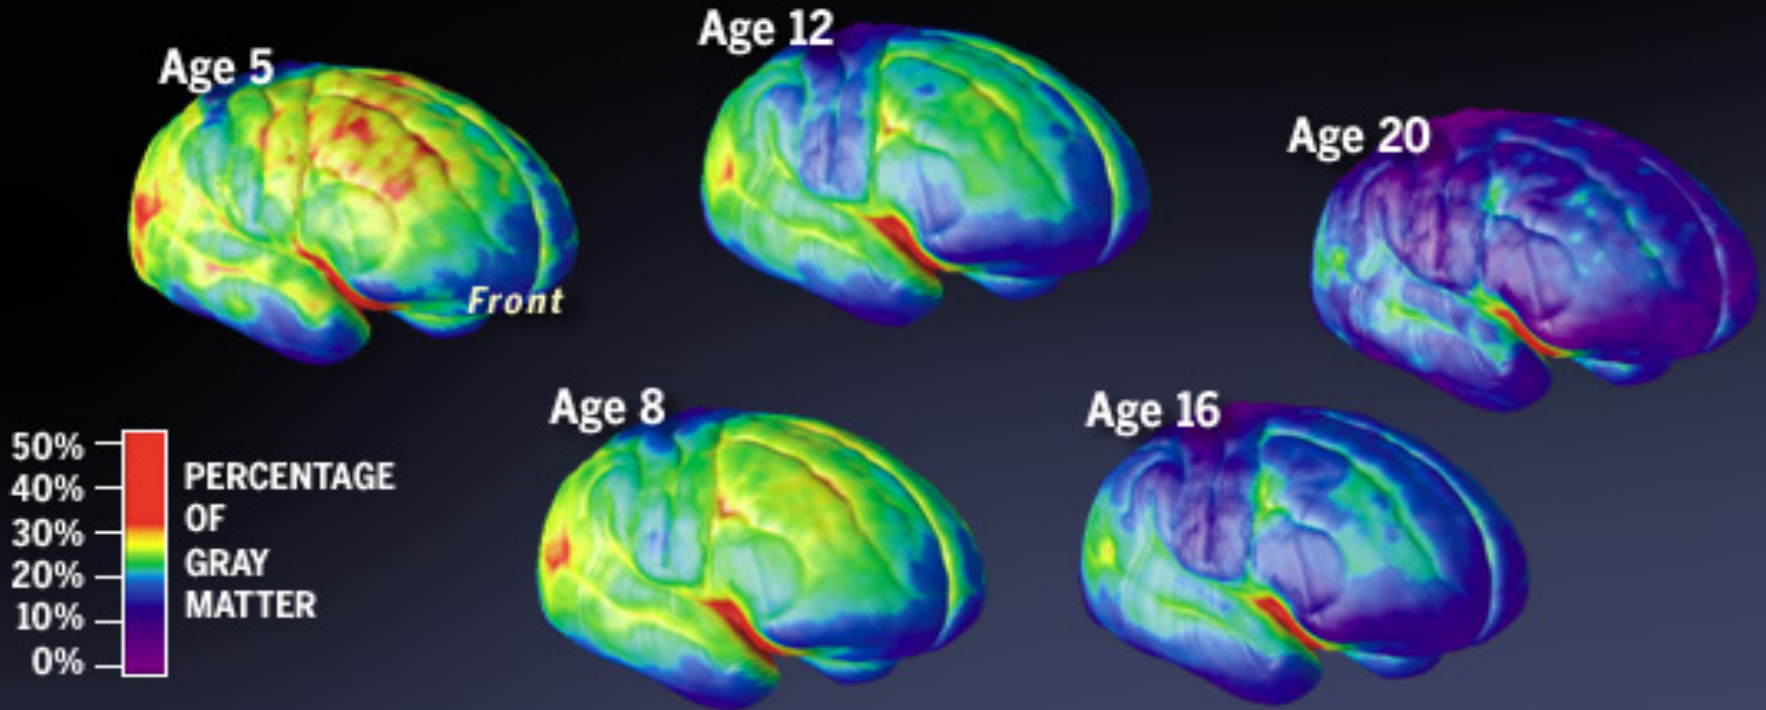 Age 5
Age 12
Age 20
Front
Age 8
Age 16
50%
40%
30%
20%
10%
0%
PERCENTAGE
OF
GRAY
MATTER